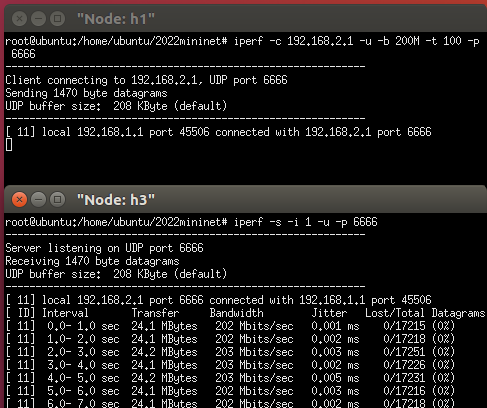 "Node: h1"
root@ubuntu:/home/ubuntu/2022mininet# iperf -c 192.168.2.1 -u -b 200M -t 100 -p
6666
------------------------------------------------------------
Client connecting to 192.168.2.1, UDP port 6666
Sending 1470 byte datagrams
UDP buffer size:  208 KByte (default)
------------------------------------------------------------
[ 11] local 192.168.1.1 port 45506 connected with 192.168.2.1 port 6666
"Node: h3"
root@ubuntu:/home/ubuntu/2022mininet# iperf -s -i 1 -u -p 6666
------------------------------------------------------------
Server listening on UDP port 6666
Receiving 1470 byte datagrams
UDP buffer size:  208 KByte (default)
------------------------------------------------------------
[ 11] local 192.168.2.1 port 6666 connected with 192.168.1.1 port 45506
[ ID] Interval       Transfer     Bandwidth        Jitter   Lost/Total Datagrams
[ 11]  0.0- 1.0 sec  24.1 MBytes   202 Mbits/sec   0.001 ms    0/17215 (0%)
[ 11]  1.0- 2.0 sec  24.1 MBytes   202 Mbits/sec   0.002 ms    0/17218 (0%)
[ 11]  2.0- 3.0 sec  24.2 MBytes   203 Mbits/sec   0.003 ms    0/17251 (0%)
[ 11]  3.0- 4.0 sec  24.1 MBytes   203 Mbits/sec   0.002 ms    0/17226 (0%)
[ 11]  4.0- 5.0 sec  24.2 MBytes   203 Mbits/sec   0.005 ms    0/17231 (0%)
[ 11]  5.0- 6.0 sec  24.1 MBytes   202 Mbits/sec   0.003 ms    0/17216 (0%)
[ 11]  6.0- 7.0 sec  24.1 MBytes   202 Mbits/sec   0.002 ms    0/17218 (0%)